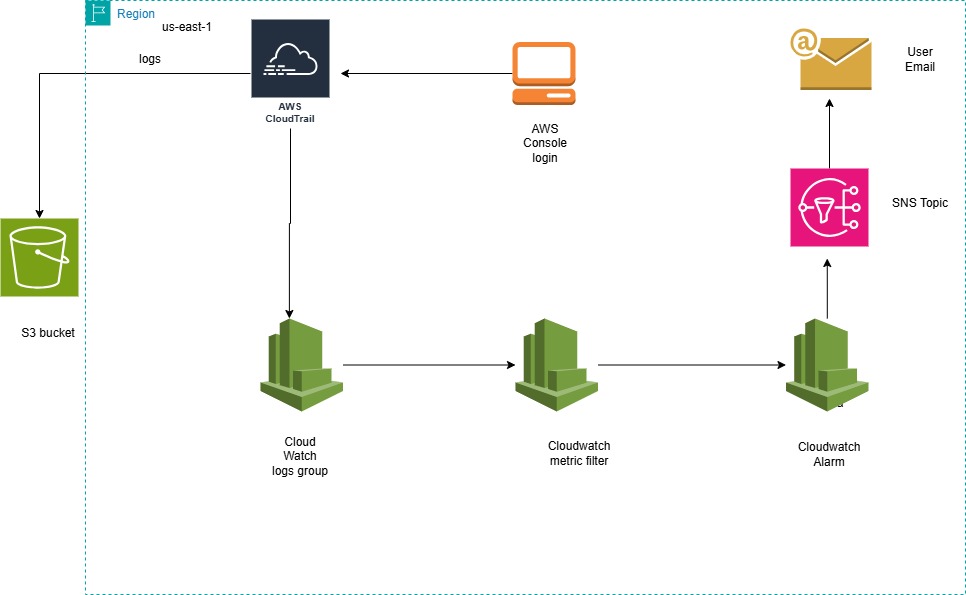 Region
us-east-1
logs
AWS
CloudTrail
AWS
Console
login
User
Email
SNS Topic
S3 bucket
Cloud
Watch
logs group
Cloudwatch
metric filter
Cloudwatch
Alarm